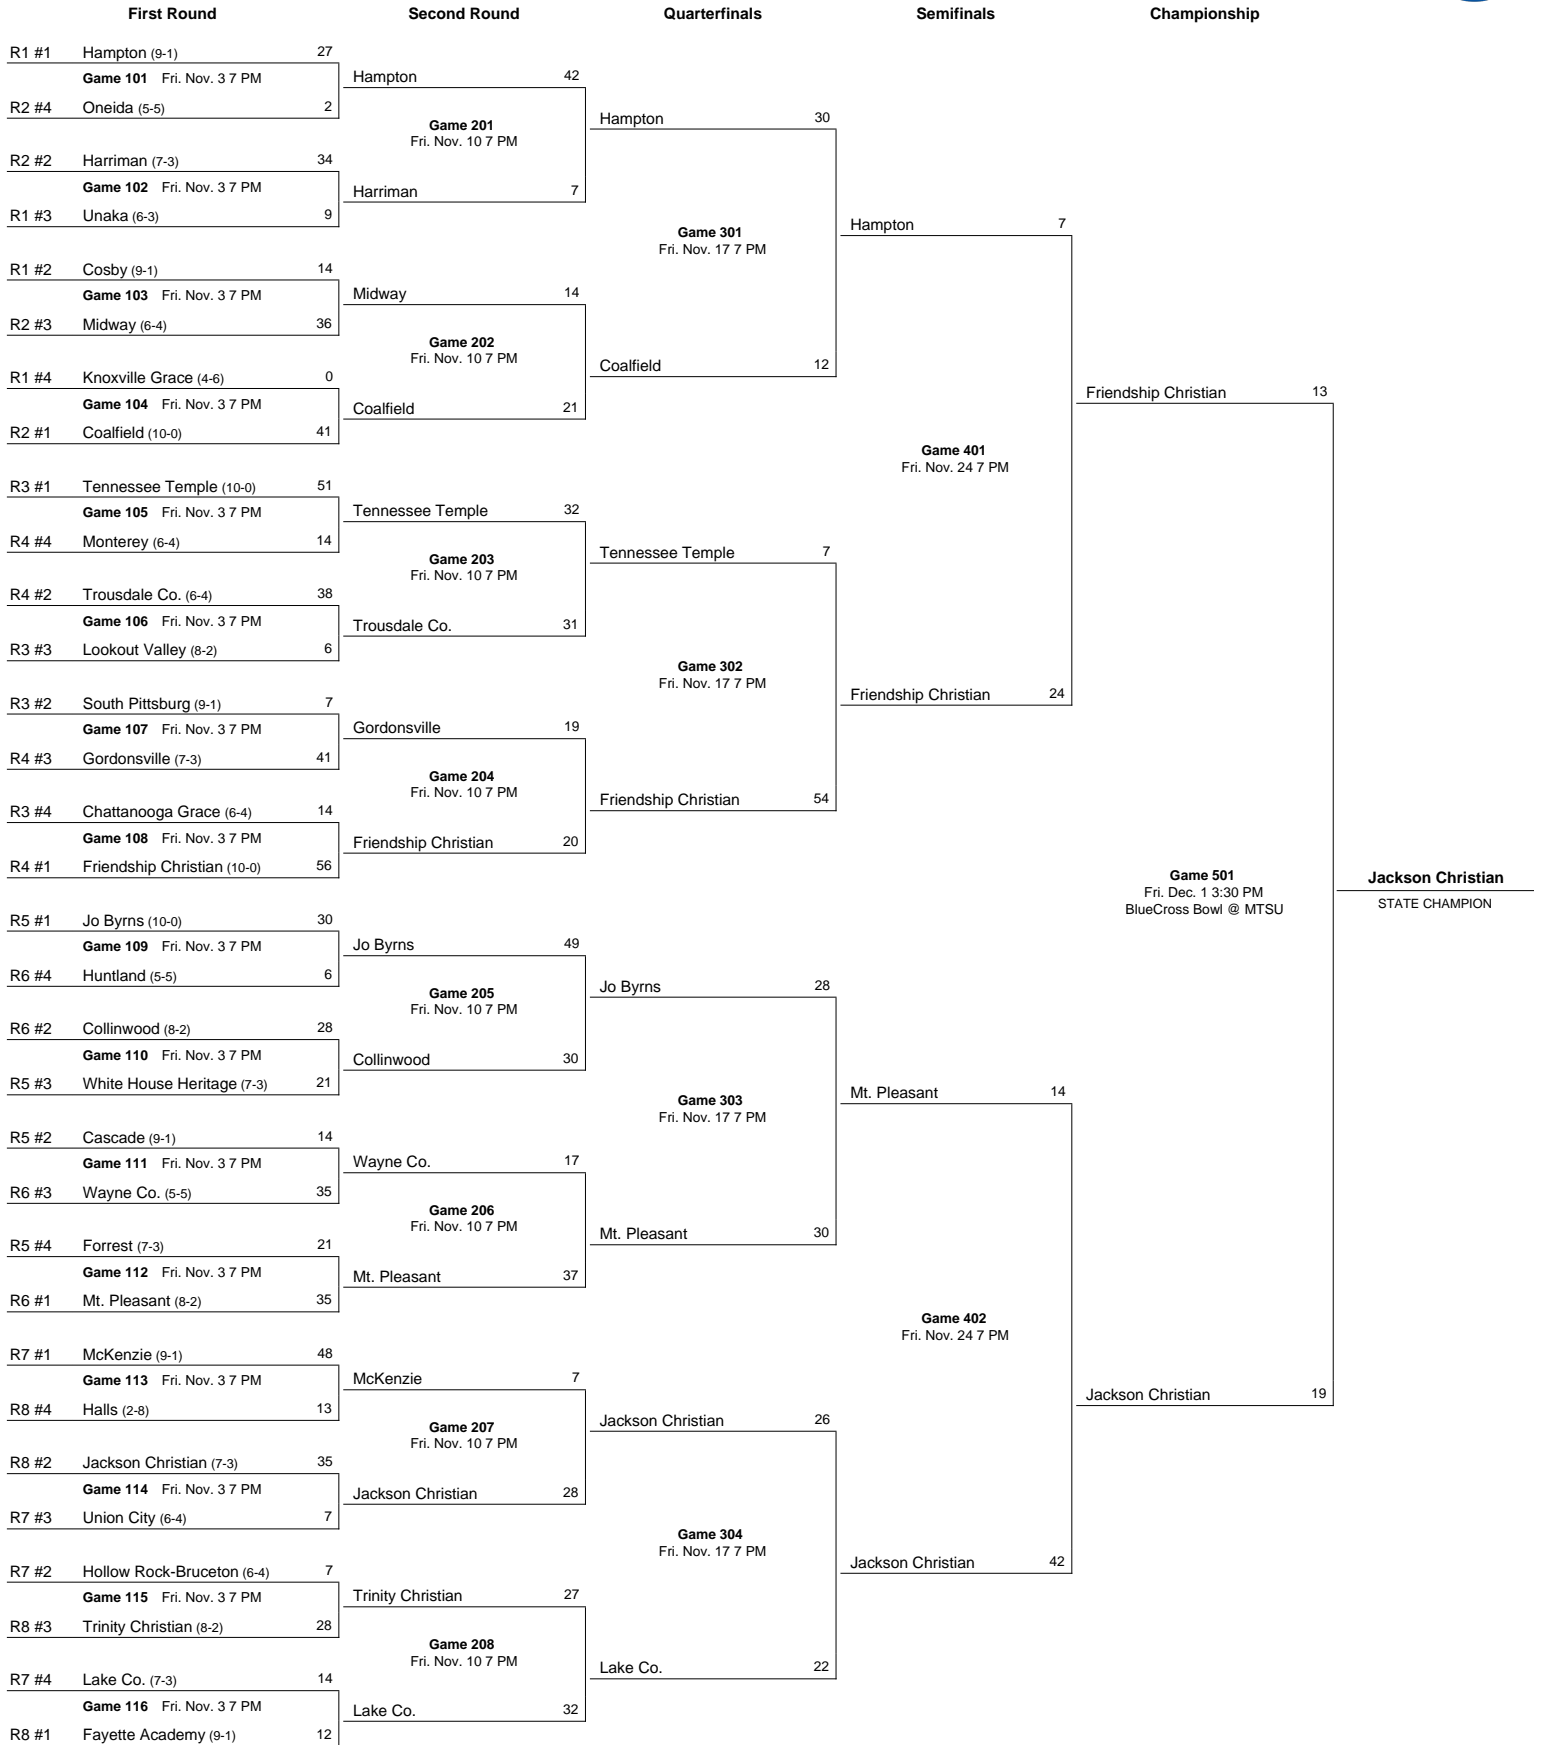 First Round Second Round Quarterfinals Semifinals Championship
R1 #1 Hampton (9-1) 27
Game 101 Fri. Nov. 3 7 PM
R2 #4 Oneida (5-5) 2
R2 #2 Harriman (7-3) 34
Game 102 Fri. Nov. 3 7 PM
R1 #3 Unaka (6-3) 9
R1 #2 Cosby (9-1) 14
Game 103 Fri. Nov. 3 7 PM
R2 #3 Midway (6-4) 36
R1 #4 Knoxville Grace (4-6) 0
Game 104 Fri. Nov. 3 7 PM
R2 #1 Coalfield (10-0) 41
R3 #1 Tennessee Temple (10-0) 51
Game 105 Fri. Nov. 3 7 PM
R4 #4 Monterey (6-4) 14
R4 #2 Trousdale Co. (6-4) 38
Game 106 Fri. Nov. 3 7 PM
R3 #3 Lookout Valley (8-2) 6
R3 #2 South Pittsburg (9-1) 7
Game 107 Fri. Nov. 3 7 PM
R4 #3 Gordonsville (7-3) 41
R3 #4 Chattanooga Grace (6-4) 14
Game 108 Fri. Nov. 3 7 PM
R4 #1 Friendship Christian (10-0) 56
R5 #1 Jo Byrns (10-0) 30
Game 109 Fri. Nov. 3 7 PM
R6 #4 Huntland (5-5) 6
R6 #2 Collinwood (8-2) 28
Game 110 Fri. Nov. 3 7 PM
R5 #3 White House Heritage (7-3) 21
R5 #2 Cascade (9-1) 14
Game 111 Fri. Nov. 3 7 PM
R6 #3 Wayne Co. (5-5) 35
R5 #4 Forrest (7-3) 21
Game 112 Fri. Nov. 3 7 PM
R6 #1 Mt. Pleasant (8-2) 35
R7 #1 McKenzie (9-1) 48
Game 113 Fri. Nov. 3 7 PM
R8 #4 Halls (2-8) 13
R8 #2 Jackson Christian (7-3) 35
Game 114 Fri. Nov. 3 7 PM
R7 #3 Union City (6-4) 7
R7 #2 Hollow Rock-Bruceton (6-4) 7
Game 115 Fri. Nov. 3 7 PM
R8 #3 Trinity Christian (8-2) 28
R7 #4 Lake Co. (7-3) 14
Game 116 Fri. Nov. 3 7 PM
R8 #1 Fayette Academy (9-1) 12
Hampton 42
Game 201
Fri. Nov. 10 7 PM
Harriman 7
Midway 14
Game 202
Fri. Nov. 10 7 PM
Coalfield 21
Tennessee Temple 32
Game 203
Fri. Nov. 10 7 PM
Trousdale Co. 31
Gordonsville 19
Game 204
Fri. Nov. 10 7 PM
Friendship Christian 20
Jo Byrns 49
Game 205
Fri. Nov. 10 7 PM
Collinwood 30
Wayne Co. 17
Game 206
Fri. Nov. 10 7 PM
Mt. Pleasant 37
McKenzie 7
Game 207
Fri. Nov. 10 7 PM
Jackson Christian 28
Trinity Christian 27
Game 208
Fri. Nov. 10 7 PM
Lake Co. 32
Hampton 30
Game 301
Fri. Nov. 17 7 PM
Coalfield 12
Tennessee Temple 7
Game 302
Fri. Nov. 17 7 PM
Friendship Christian 54
Jo Byrns 28
Game 303
Fri. Nov. 17 7 PM
Mt. Pleasant 30
Jackson Christian 26
Game 304
Fri. Nov. 17 7 PM
Lake Co. 22
Hampton 7
Game 401
Fri. Nov. 24 7 PM
Friendship Christian 24
Mt. Pleasant 14
Game 402
Fri. Nov. 24 7 PM
Jackson Christian 42
Friendship Christian 13
Game 501
Fri. Dec. 1 3:30 PM
BlueCross Bowl @ MTSU
Jackson Christian 19
Jackson Christian
STATE CHAMPION